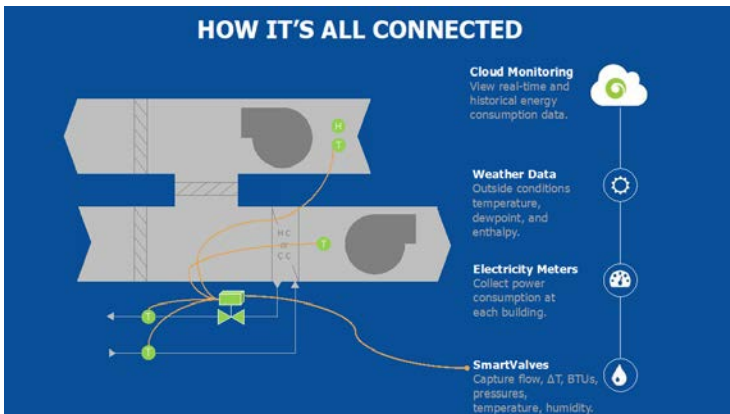 HOW IT'S ALL CONNECTED
Cloud Monitoring
View real-time and
historical energy
consumption data.
H
T
Weather Data
Outside conditions
temperature,
dewpoint, and
enthalpy.
H C
or
C C
T
Electricity Meters
Collect power
consumption at
each building.
T
T
SmartValves
Capture flow, ΔT, BTUs,
pressures,
temperature, humidity.